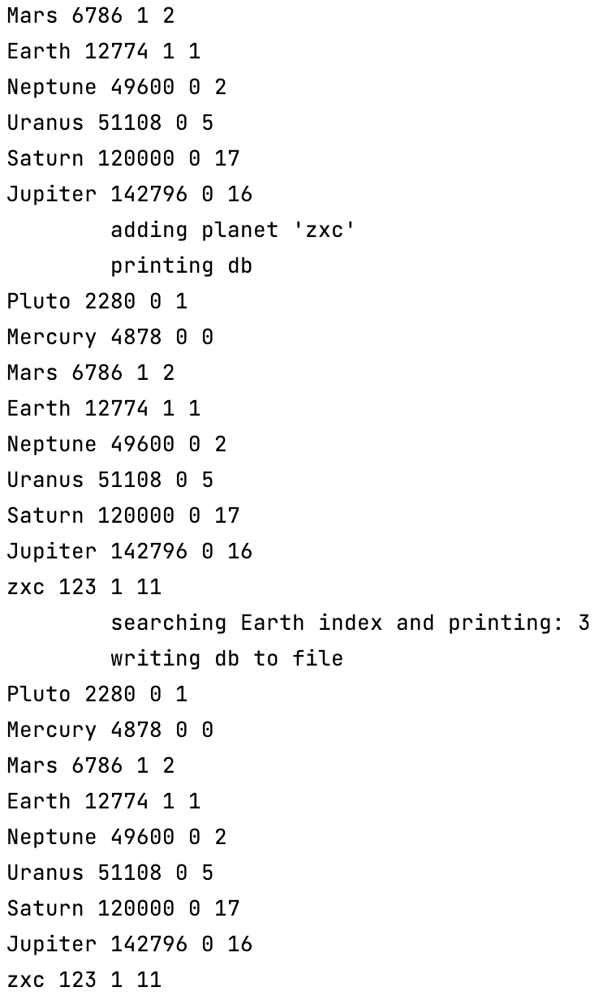 Mars 6786 1 2
Earth 12774 1 1
Neptune 49600 0 2
Uranus 51108 0 5
Saturn 120000 0 17
Jupiter 142796 0 16
adding planet 'zxc'
printing db
Pluto 2280 0 1
Mercury 4878 0 0
Mars 6786 1 2
Earth 12774 1 1
Neptune 49600 0 2
Uranus 51108 0 5
Saturn 120000 0 17
Jupiter 142796 0 16
zxc 123 1 11
searching Earth index and printing: 3
writing db to file
Pluto 2280 0 1
Mercury 4878 0 0
Mars 6786 1 2
Earth 12774 1 1
Neptune 49600 0 2
Uranus 51108 0 5
Saturn 120000 0 17
Jupiter 142796 0 16
zxc 123 1 11